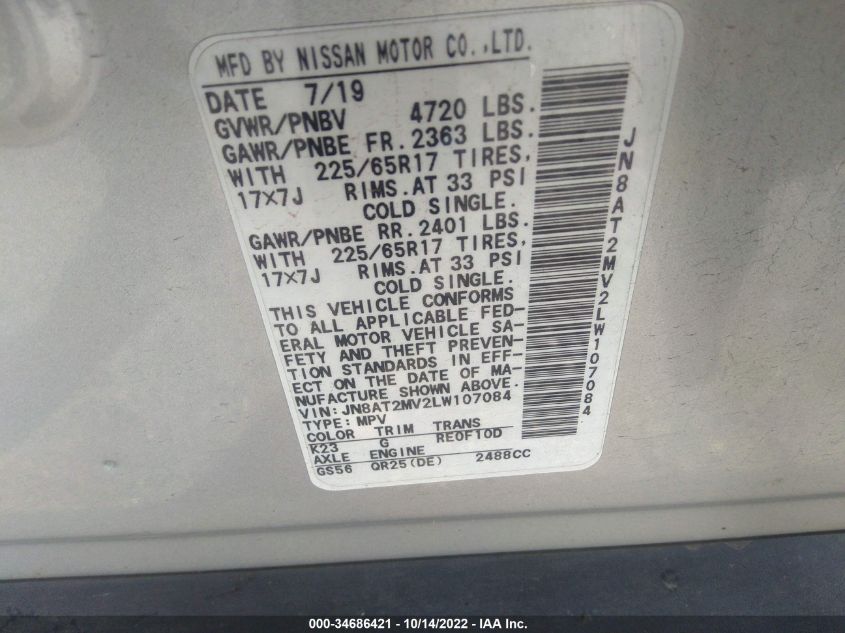 MFD BY NISSAN MOTOR CO.,LTD.
DATE 7/19
GVWR/PNBV 4720 LBS.
GAWR/PNBE FR. 2363 LBS.
WITH 225/65R17 TIRES,
17×7J RIMS.AT 33 PSI
COLD SINGLE.
GAWR/PNBE RR. 2401 LBS.
WITH 225/65R17 TIRES,
17×7J RIMS.AT 33 PSI
COLD SINGLE.
THIS VEHICLE CONFORMS
TO ALL APPLICABLE FED-
ERAL MOTOR VEHICLE SA-
FETY AND THEFT PREVEN-
TION STANDARDS IN EFF-
ECT ON THE DATE OF MA-
NUFACTURE SHOWN ABOVE.
VIN: JN8AT2MV2LW107084
TYPE: MPV
COLOR TRIM TRANS
K23 G RE0F10D
AXLE ENGINE
GS56 QR25(DE) 2488CC
JN8AT2MV2LW107084
000-34686421 / 10/14/2022 - IAA Inc.